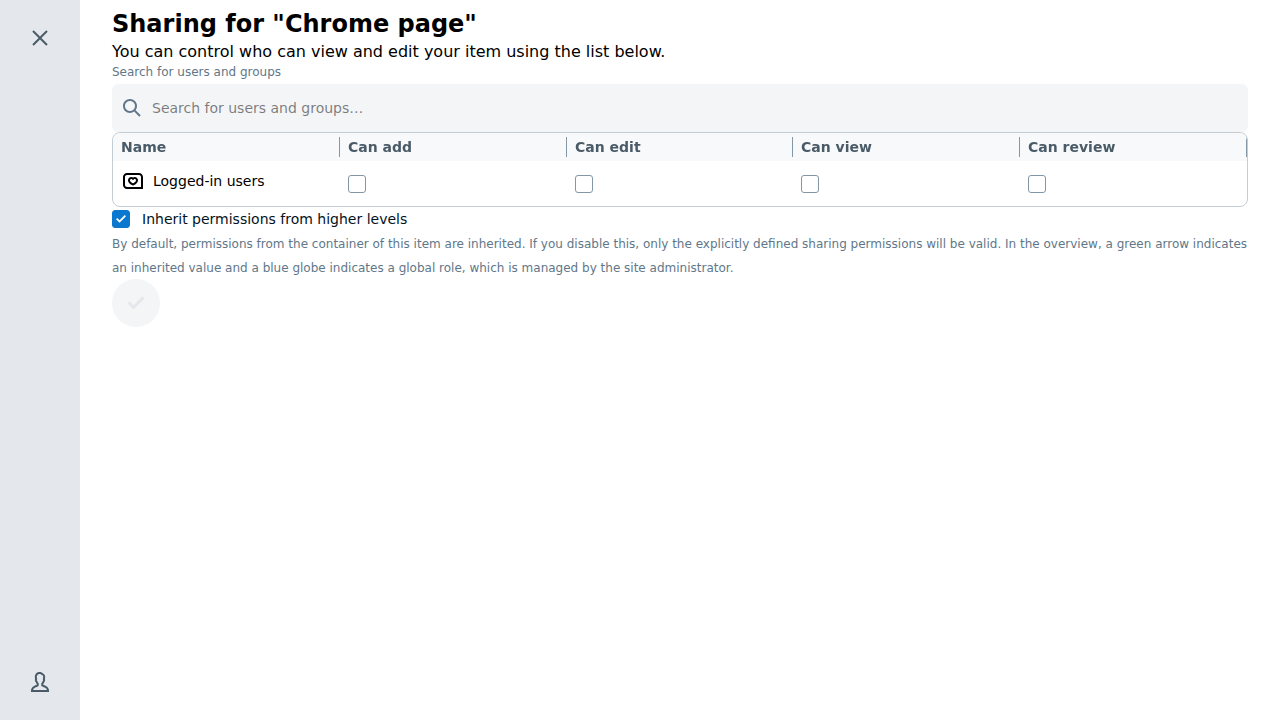 Sharing for "Chrome page"
You can control who can view and edit your item using the list below.
Search for users and groups
Search for users and groups...
Name Can add Can edit Can view Can review
Logged-in users
Inherit permissions from higher levels
By default, permissions from the container of this item are inherited. If you disable this, only the explicitly defined sharing permissions will be valid. In the overview, a green arrow indicates
an inherited value and a blue globe indicates a global role, which is managed by the site administrator.